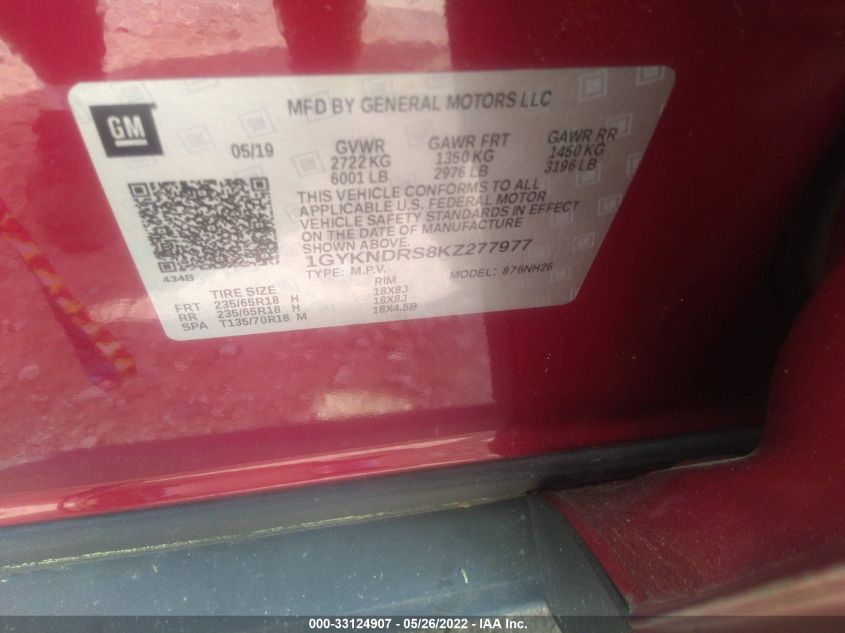 GM
MFD BY GENERAL MOTORS LLC
05/19 GVWR GAWR FRT GAWR RR
2722 KG 1350 KG 1450 KG
6001 LB 2976 LB 3196 LB
THIS VEHICLE CONFORMS TO ALL
APPLICABLE U.S. FEDERAL MOTOR
VEHICLE SAFETY STANDARDS IN EFFECT
ON THE DATE OF MANUFACTURE
SHOWN ABOVE.
1GYKNDRS8KZ277977
434B TYPE: M.P.V. MODEL: 876NH26
TIRE SIZE RIM
FRT 235/65R18 H 18X8J
RR 235/65R18 H 18X8J
SPA T135/70R18 M 18X4.5B
000-33124907 - 05/26/2022 - IAA Inc.